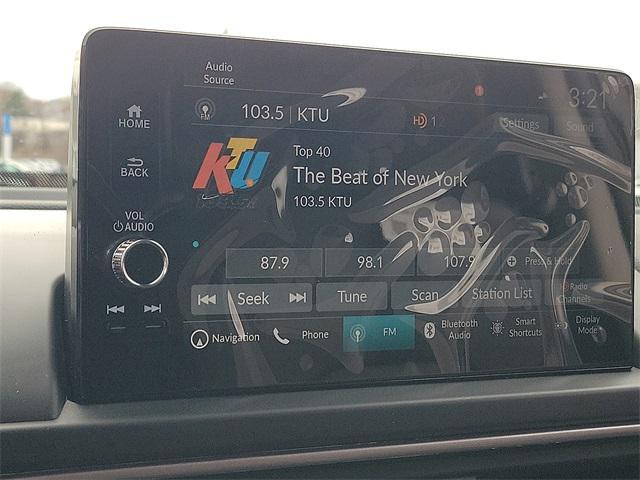 Audio
Source
3:21
FM
103.5 | KTU
HD 1
Settings
Sound
HOME
KTU
Top 40
The Beat of New York
103.5 KTU
BACK
VOL
AUDIO
87.9
98.1
107.9
Press & Hold
Seek
Tune
Scan
Station List
Radio
Channels
Navigation
Phone
FM
Bluetooth
Audio
Smart
Shortcuts
Display
Mode